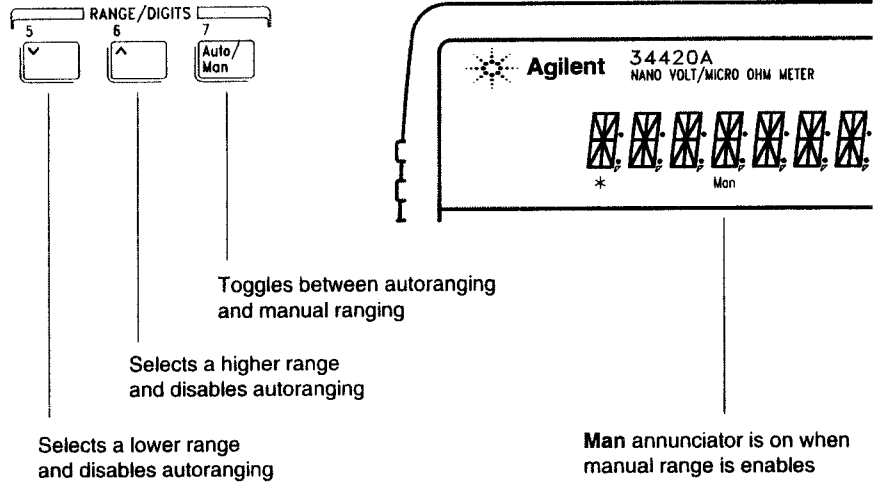 RANGE/DIGITS
5
6
7
Auto/
Man
Agilent
34420A
NANO VOLT/MICRO OHM METER
*
Man
Toggles between autoranging
and manual ranging
Selects a higher range
and disables autoranging
Selects a lower range
and disables autoranging
Man annunciator is on when
manual range is enables